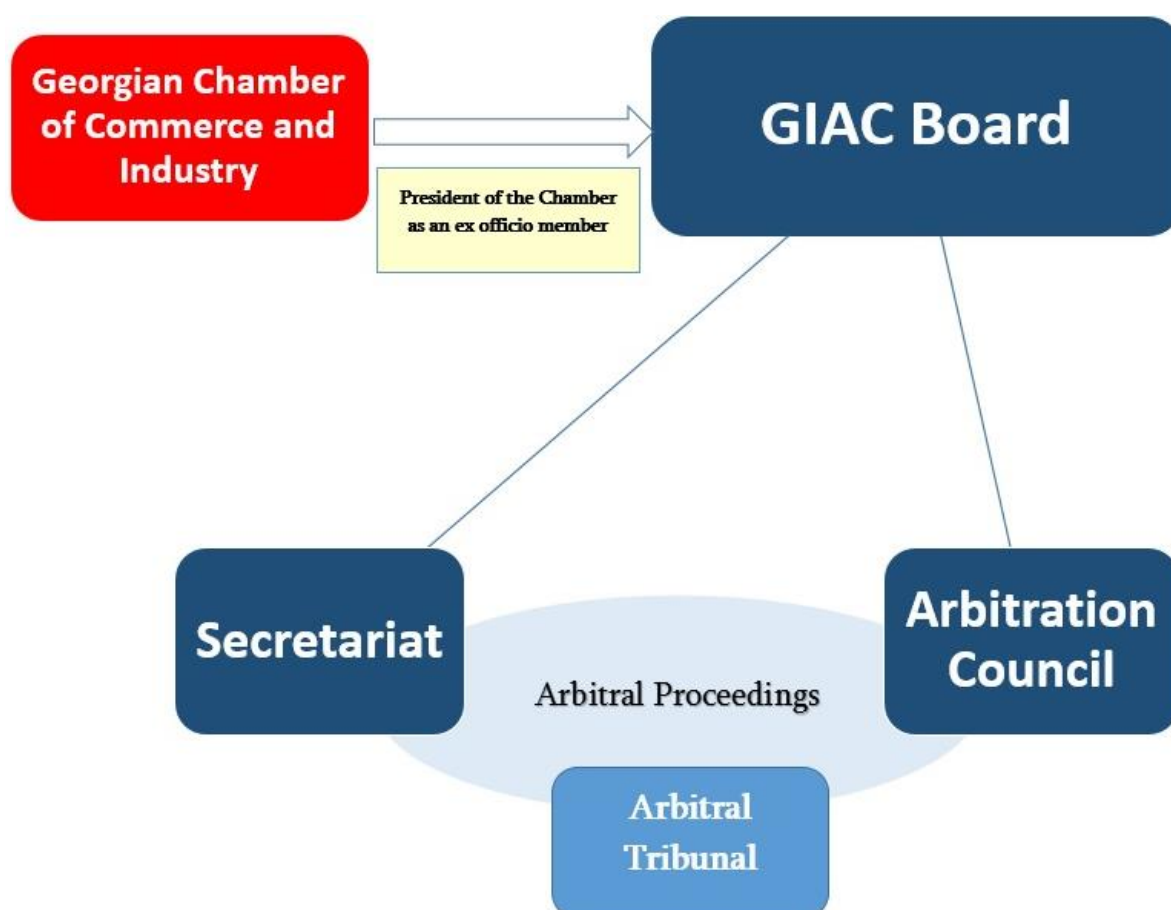 Georgian Chamber
of Commerce and
Industry
GIAC Board
President of the Chamber
as an ex officio member
Secretariat
Arbitration
Council
Arbitral Proceedings
Arbitral
Tribunal